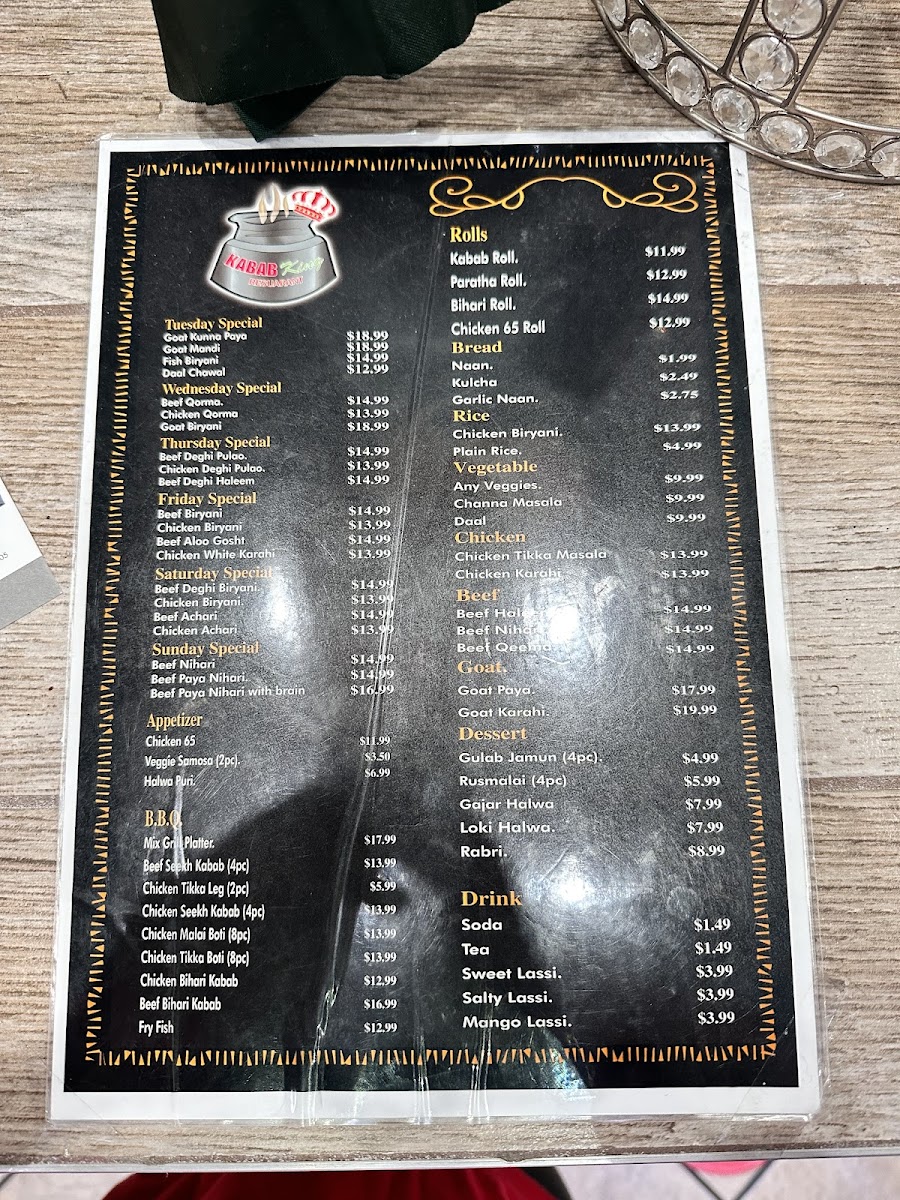 KABAB King
RESUARANT
Tuesday Special
Goat Kunna Paya $18.99
Goat Mandi $18.99
Fish Biryani $14.99
Daal Chawal $12.99
Wednesday Special
Beef Qorma. $14.99
Chicken Qorma $13.99
Goat Biryani $18.99
Thursday Special
Beef Deghi Pulao. $14.99
Chicken Deghi Pulao. $13.99
Beef Deghi Haleem $14.99
Friday Special
Beef Biryani $14.99
Chicken Biryani $13.99
Beef Aloo Gosht $14.99
Chicken White Karahi $13.99
Saturday Special
Beef Deghi Biryani. $14.99
Chicken Biryani. $13.99
Beef Achari $14.99
Chicken Achari $13.99
Sunday Special
Beef Nihari $14.99
Beef Paya Nihari. $14.99
Beef Paya Nihari with brain $16.99
Appetizer
Chicken 65 $11.99
Veggie Samosa (2pc). $3.50
Halwa Puri. $6.99
B.B.Q.
Mix Grill Platter. $17.99
Beef Seekh Kabab (4pc) $13.99
Chicken Tikka Leg (2pc) $5.99
Chicken Seekh Kabab (4pc) $13.99
Chicken Malai Boti (8pc) $13.99
Chicken Tikka Boti (8pc) $13.99
Chicken Bihari Kabab $12.99
Beef Bihari Kabab $16.99
Fry Fish $12.99
Rolls
Kabab Roll. $11.99
Paratha Roll. $12.99
Bihari Roll. $14.99
Chicken 65 Roll $12.99
Bread
Naan. $1.99
Kulcha $2.49
Garlic Naan. $2.75
Rice
Chicken Biryani. $13.99
Plain Rice. $4.99
Vegetable
Any Veggies. $9.99
Channa Masala $9.99
Daal $9.99
Chicken
Chicken Tikka Masala $13.99
Chicken Karahi $13.99
Beef
Beef Haleem $14.99
Beef Nihari $14.99
Beef Qeema $14.99
Goat.
Goat Paya. $17.99
Goat Karahi. $19.99
Dessert
Gulab Jamun (4pc). $4.99
Rusmalai (4pc) $5.99
Gajar Halwa $7.99
Loki Halwa. $7.99
Rabri. $8.99
Drink
Soda $1.49
Tea $1.49
Sweet Lassi. $3.99
Salty Lassi. $3.99
Mango Lassi. $3.99